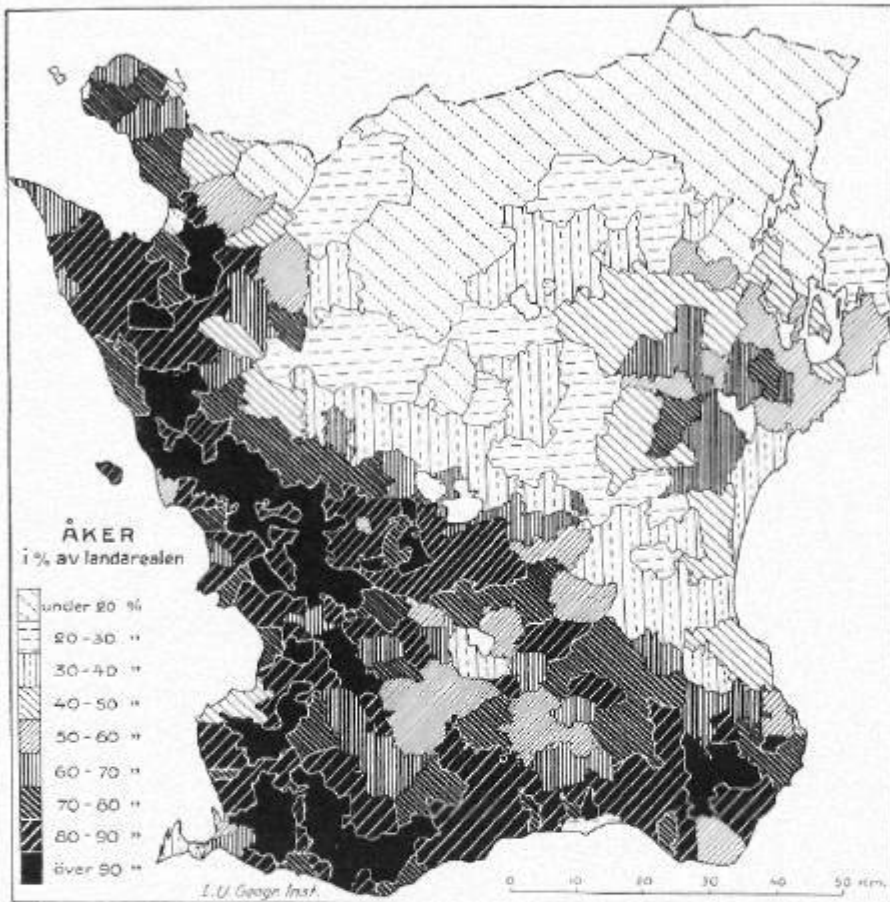 B
ÅKER
i % av landarealen
under 20 %
20-30 "
30-40 "
40-50 "
50-60 "
60-70 "
70-80 "
80-90 "
över 90 "
L.U. Geogr. Inst.
0 10 20 30 40 50 Km.